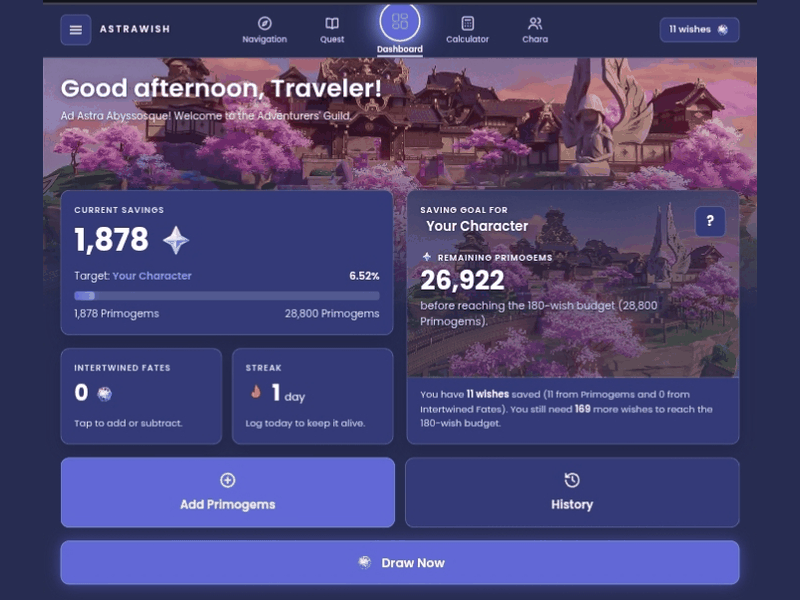 ASTRAWISH
Navigation
Quest
Dashboard
Calculator
Chara
11 wishes
Good afternoon, Traveler!
Ad Astra Abyssosque! Welcome to the Adventurers' Guild.
CURRENT SAVINGS
1,878
Target: Your Character
6.52%
1,878 Primogems
28,800 Primogems
SAVING GOAL FOR
Your Character
?
REMAINING PRIMOGEMS
26,922
before reaching the 180-wish budget (28,800
Primogems).
You have 11 wishes saved (11 from Primogems and 0 from
Intertwined Fates). You still need 169 more wishes to reach the
180-wish budget.
INTERTWINED FATES
0
Tap to add or subtract.
STREAK
1 day
Log today to keep it alive.
Add Primogems
History
Draw Now